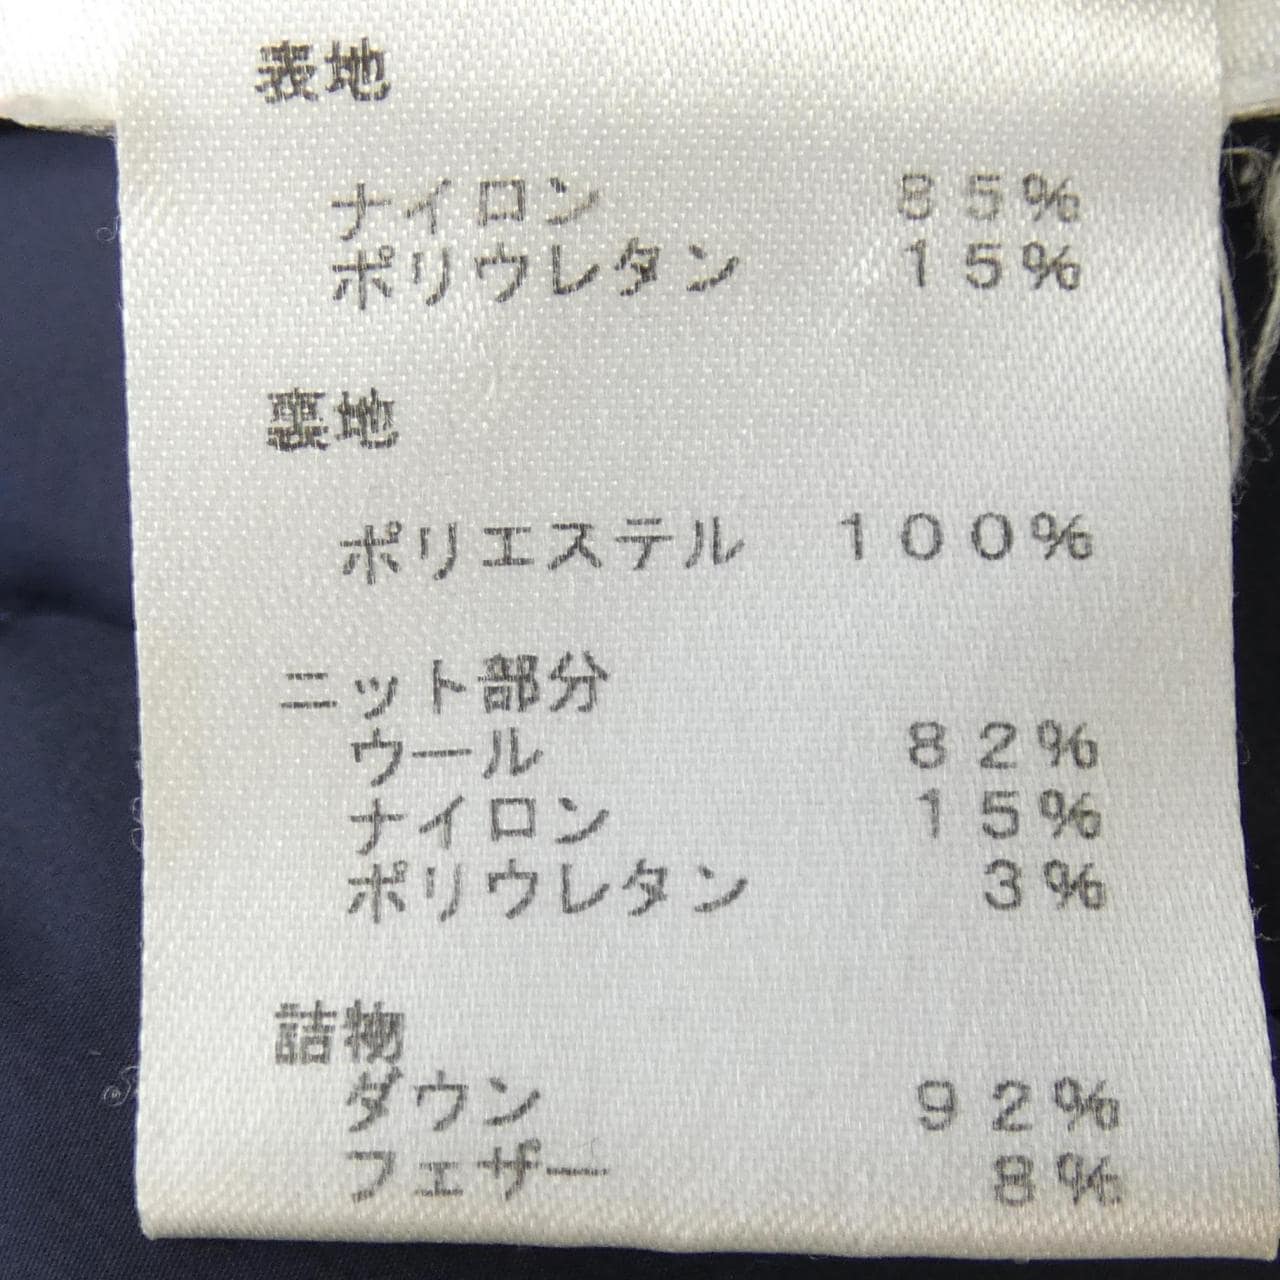 表地
ナイロン 85%
ポリウレタン 15%
裏地
ポリエステル 100%
ニット部分
ウール 82%
ナイロン 15%
ポリウレタン 3%
詰物
ダウン 92%
フェザー 8%